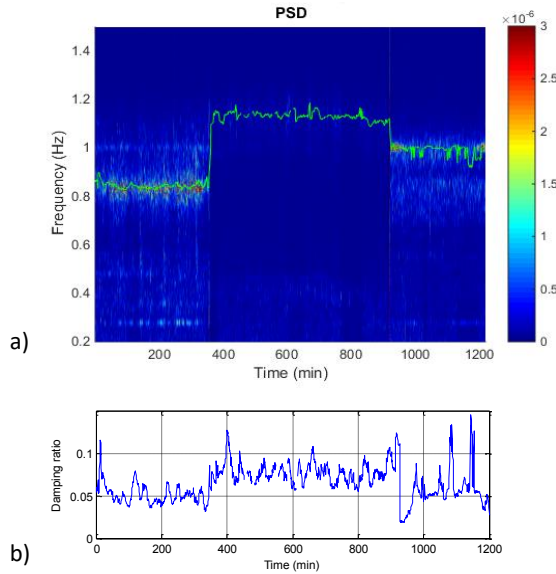 PSD
×10⁻⁶
Frequency (Hz)
1.4
1.2
1
0.8
0.6
0.4
0.2
200 400 600 800 1000 1200
Time (min)
3
2.5
2
1.5
1
0.5
0
a)
Damping ratio
0.1
0.05
0
0 200 400 600 800 1000 1200
Time (min)
b)